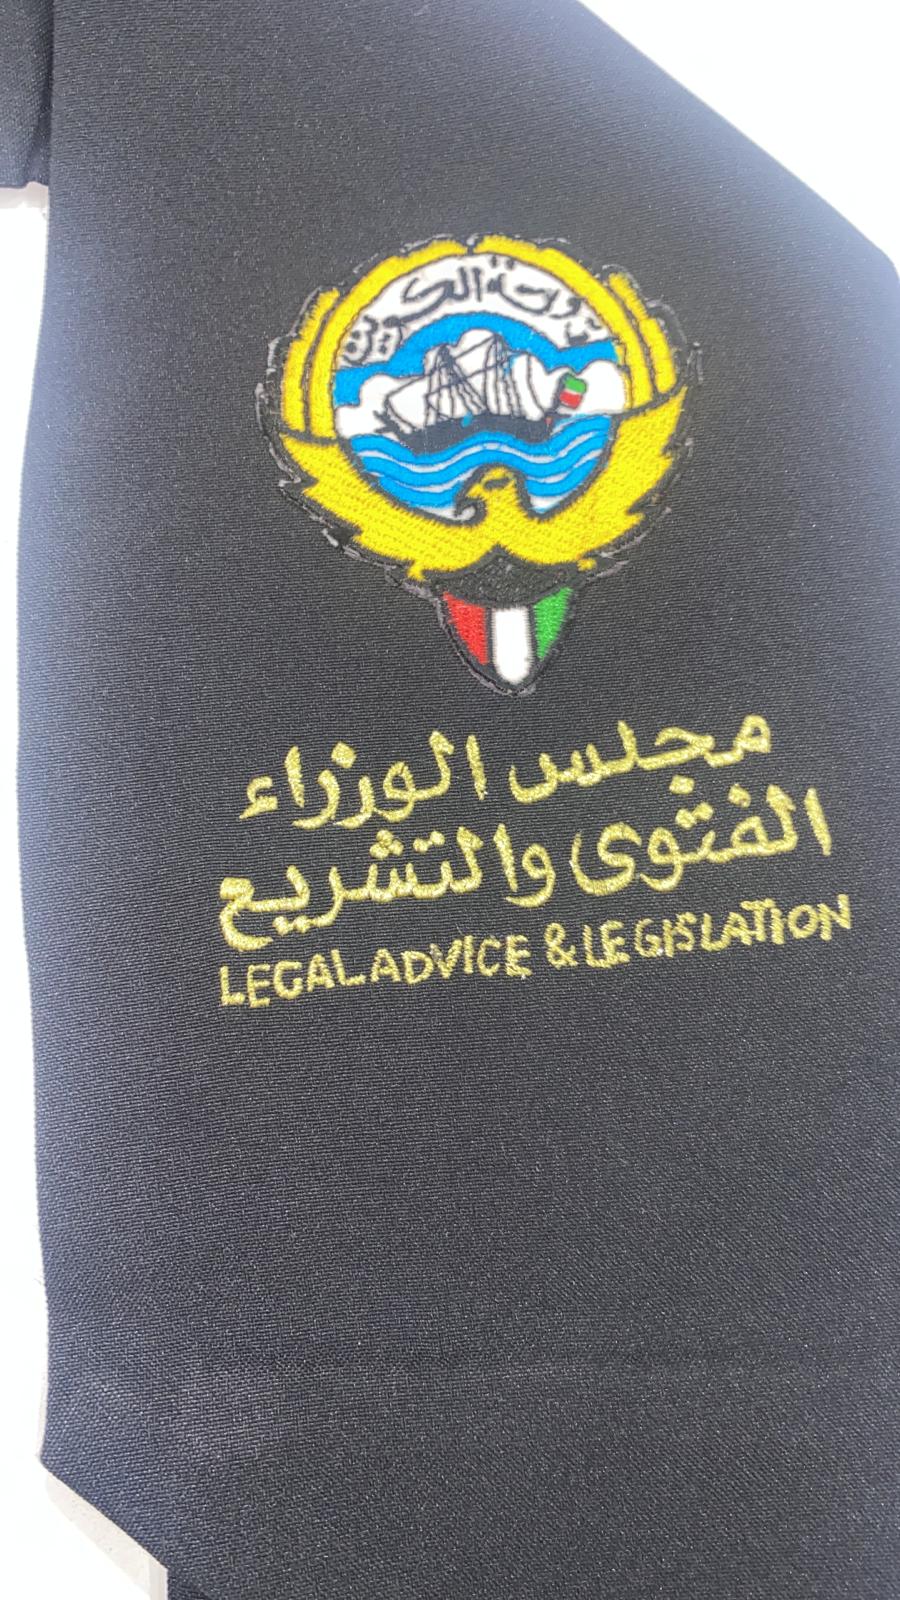 دولة الكويت
مجلس الوزراء
الفتوى والتشريع
LEGAL ADVICE & LEGISLATION